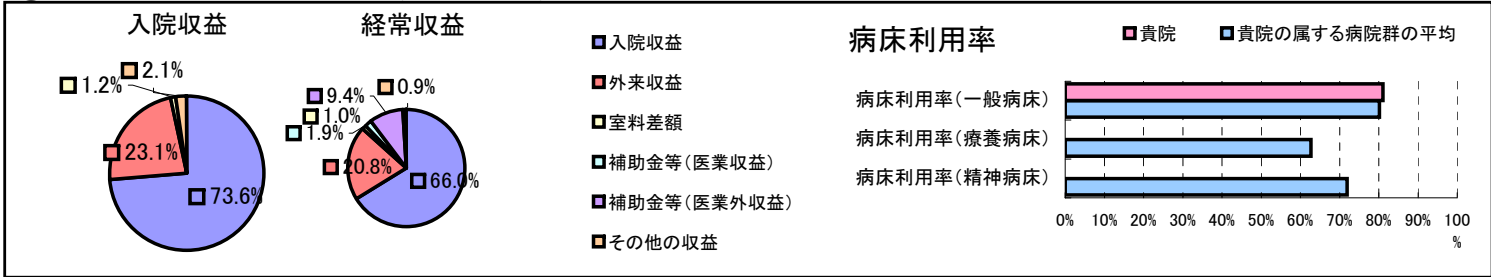 入院収益
経常収益
2.1%
1.2%
23.1%
73.6%
0.9%
9.4%
1.0%
1.9%
20.8%
66.0%
入院収益
外来収益
室料差額
補助金等(医業収益)
補助金等(医業外収益)
その他の収益
病床利用率
貴院
貴院の属する病院群の平均
病床利用率(一般病床)
病床利用率(療養病床)
病床利用率(精神病床)
0% 10% 20% 30% 40% 50% 60% 70% 80% 90% 100
%